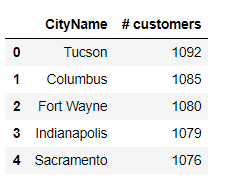 CityName # customers
0 Tucson 1092
1 Columbus 1085
2 Fort Wayne 1080
3 Indianapolis 1079
4 Sacramento 1076